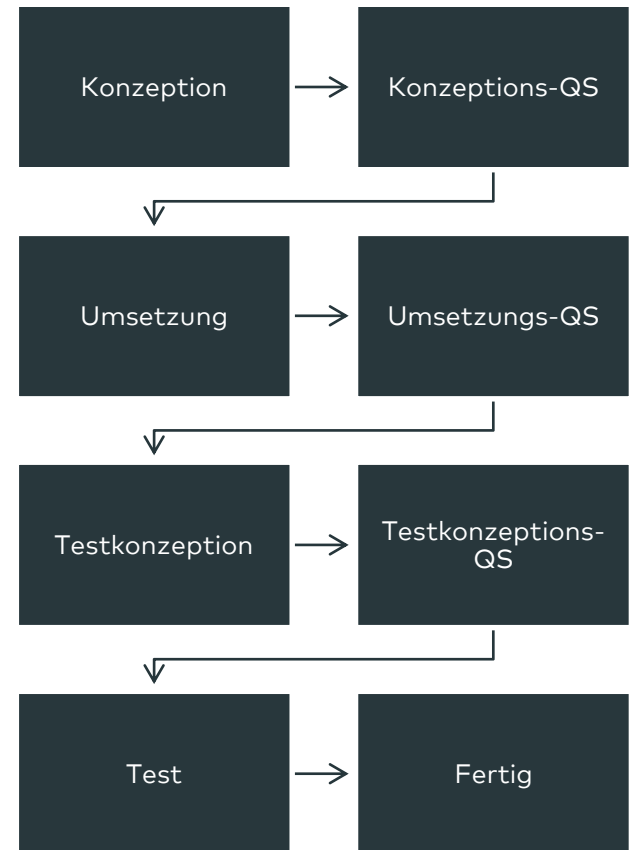 Konzeption
Konzeptions-QS
Umsetzung
Umsetzungs-QS
Testkonzeption
Testkonzeptions-
QS
Test
Fertig